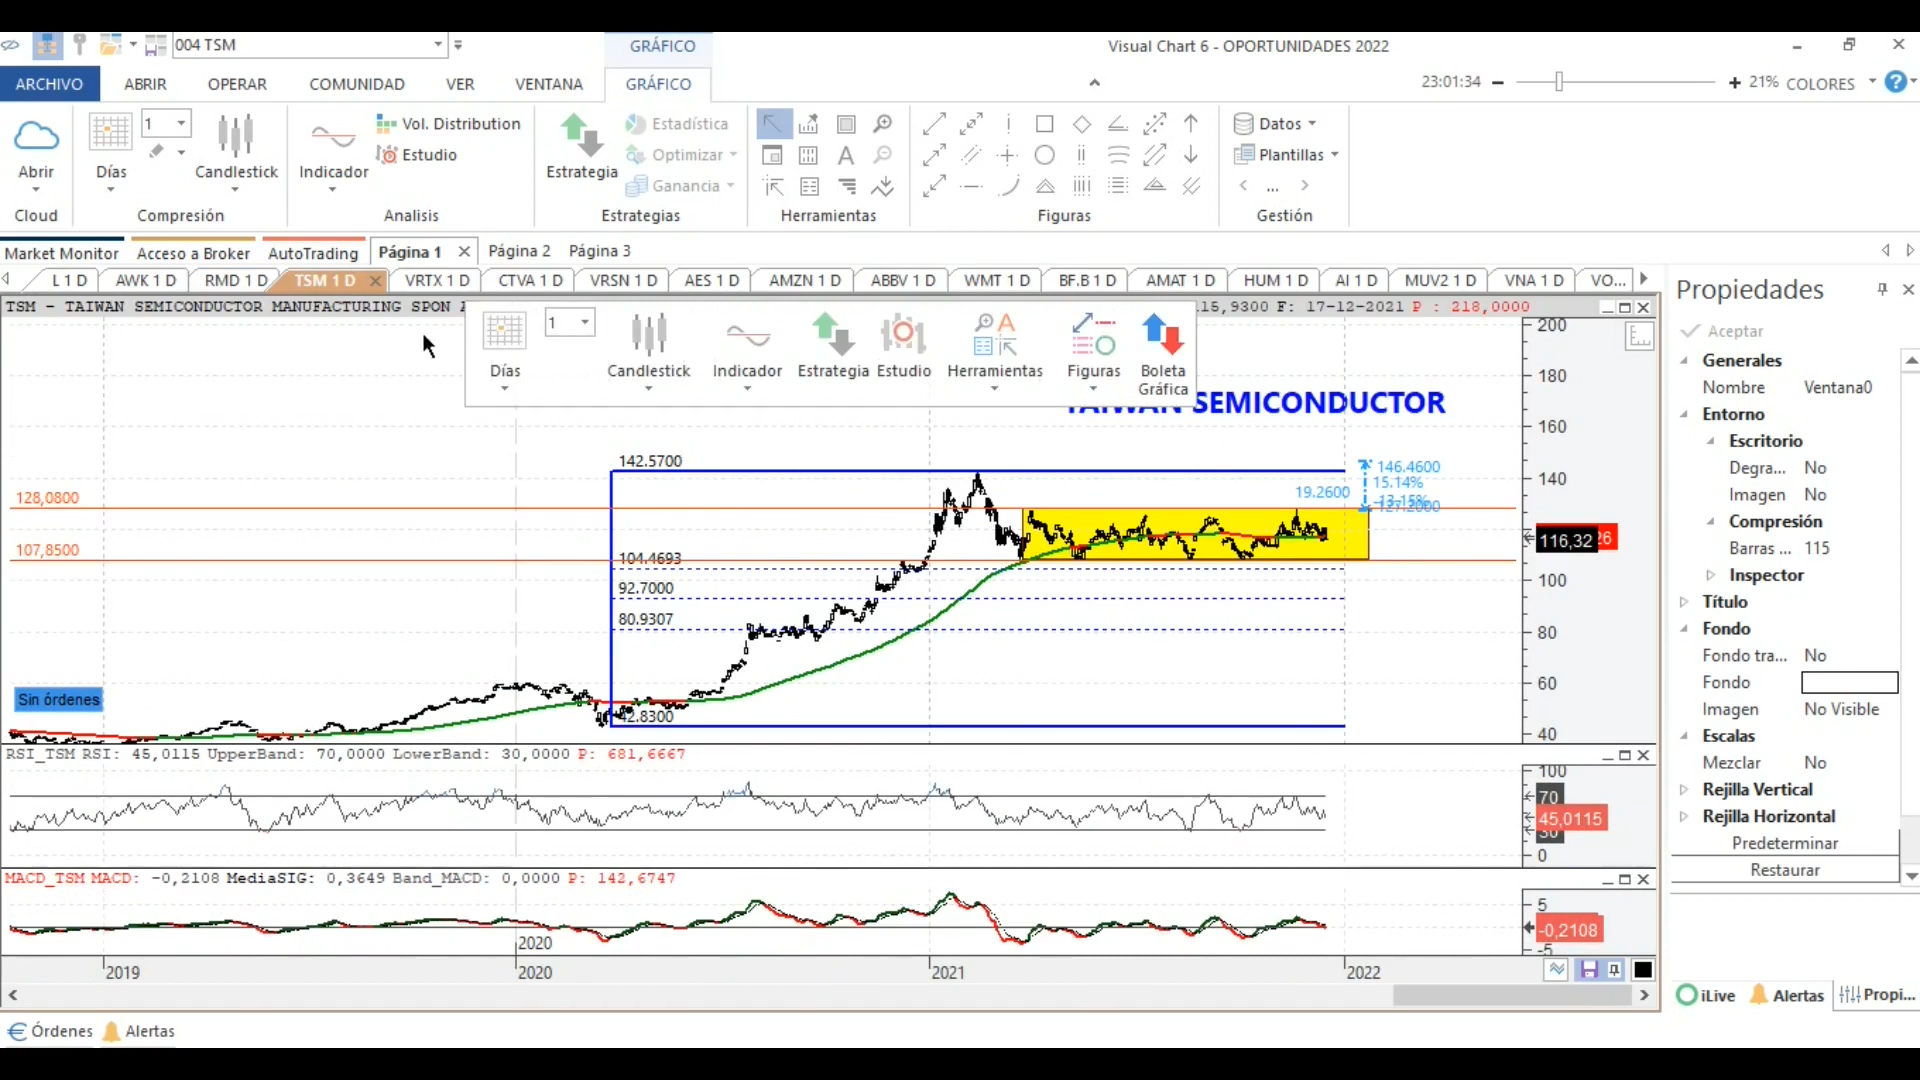 004 TSM
GRÁFICO
Visual Chart 6 - OPORTUNIDADES 2022
ARCHIVO ABRIR OPERAR COMUNIDAD VER VENTANA GRÁFICO
23:01:34 21% COLORES
Abrir
Cloud
1
Días Candlestick
Compresión
Indicador
Vol. Distribution
Estudio
Analisis
Estrategia
Estadística
Optimizar
Ganancia
Estrategias
Herramientas
Figuras
Datos
Plantillas
...
Gestión
Market Monitor Acceso a Broker AutoTrading Página 1 Página 2 Página 3
L 1 D AWK 1 D RMD 1 D TSM 1 D VRTX 1 D CTVA 1 D VRSN 1 D AES 1 D AMZN 1 D ABBV 1 D WMT 1 D BF.B 1 D AMAT 1 D HUM 1 D AI 1 D MUV2 1 D VNA 1 D VO...
TSM - TAIWAN SEMICONDUCTOR MANUFACTURING SPON
15,9300 F: 17-12-2021 P : 218,0000
1
Días Candlestick Indicador Estrategia Estudio Herramientas Figuras Boleta Gráfica
TAIWAN SEMICONDUCTOR
200
180
160
140
100
80
60
40
142.5700
146.4600
15.14%
-13.15%
19.2600
128,0800
107,8500
104.4693
92.7000
80.9307
42.8300
116,32
26
Sin órdenes
RSI_TSM RSI: 45,0115 UpperBand: 70,0000 LowerBand: 30,0000 P: 681,6667
100
70
45,0115
30
0
MACD_TSM MACD: -0,2108 MediaSIG: 0,3649 Band_MACD: 0,0000 P: 142,6747
5
-0,2108
-5
2020
2019 2020 2021 2022
Propiedades
Aceptar
Generales
Nombre Ventana0
Entorno
Escritorio
Degra... No
Imagen No
Compresión
Barras ... 115
Inspector
Título
Fondo
Fondo tra... No
Fondo
Imagen No Visible
Escalas
Mezclar No
Rejilla Vertical
Rejilla Horizontal
Predeterminar
Restaurar
iLive Alertas Propi...
Órdenes Alertas